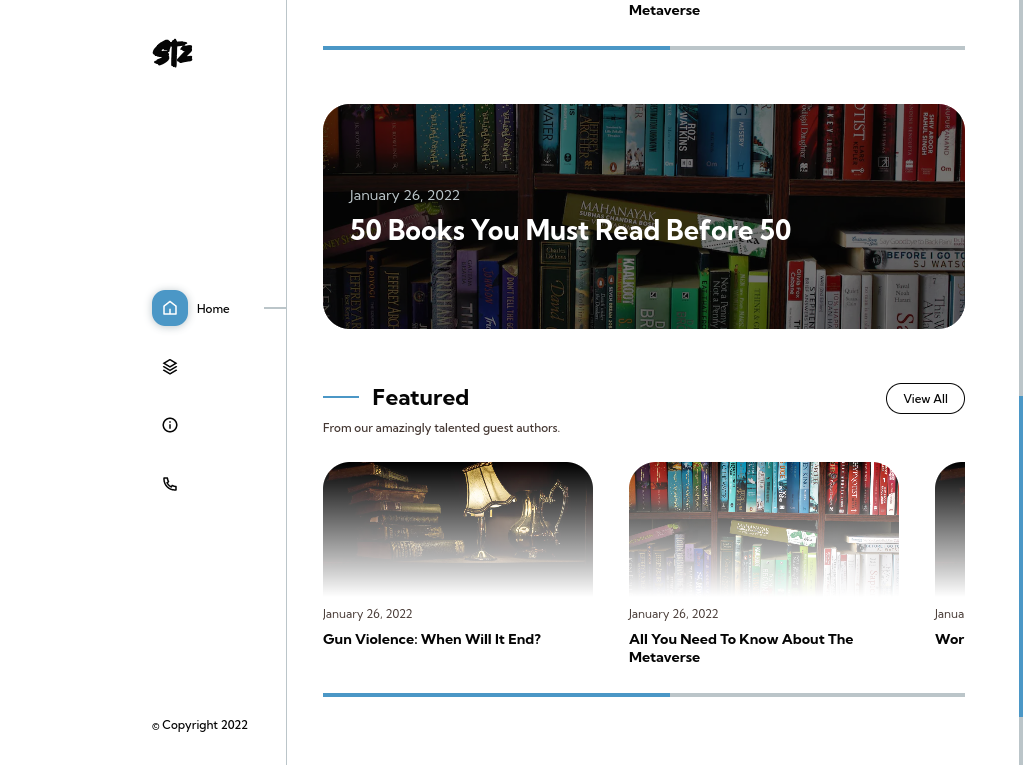 Metaverse
STZ
January 26, 2022
50 Books You Must Read Before 50
Home
Featured
View All
From our amazingly talented guest authors.
January 26, 2022
January 26, 2022
Janua
Gun Violence: When Will It End?
All You Need To Know About The
Metaverse
Wor
© Copyright 2022